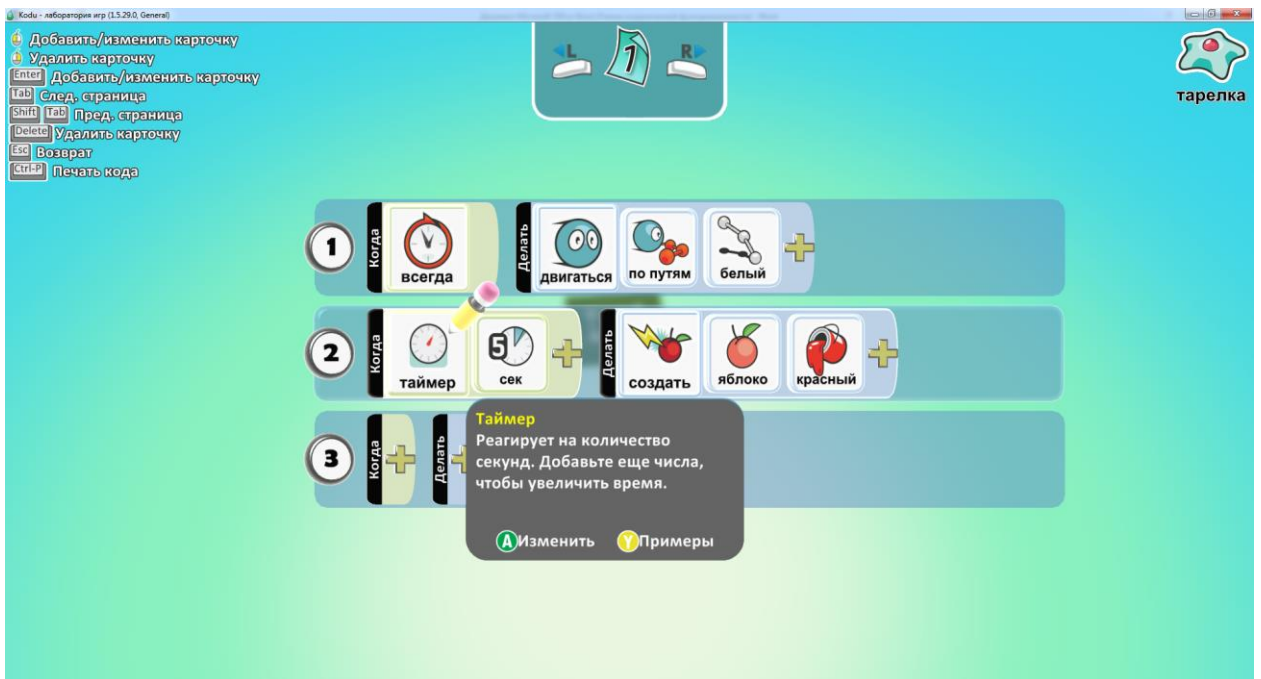 Kodu - лаборатория игр (1.5.29.0, General)
Добавить/изменить карточку
Удалить карточку
Enter Добавить/изменить карточку
Tab След. страница
Shift Tab Пред. страница
Delete Удалить карточку
Esc Возврат
Ctrl-P Печать кода
L 1 R
тарелка
1 Когда всегда Делать двигаться по путям белый
2 Когда таймер 5 сек Делать создать яблоко красный
3 Когда Делать
Таймер
Реагирует на количество
секунд. Добавьте еще числа,
чтобы увеличить время.
A Изменить Y Примеры